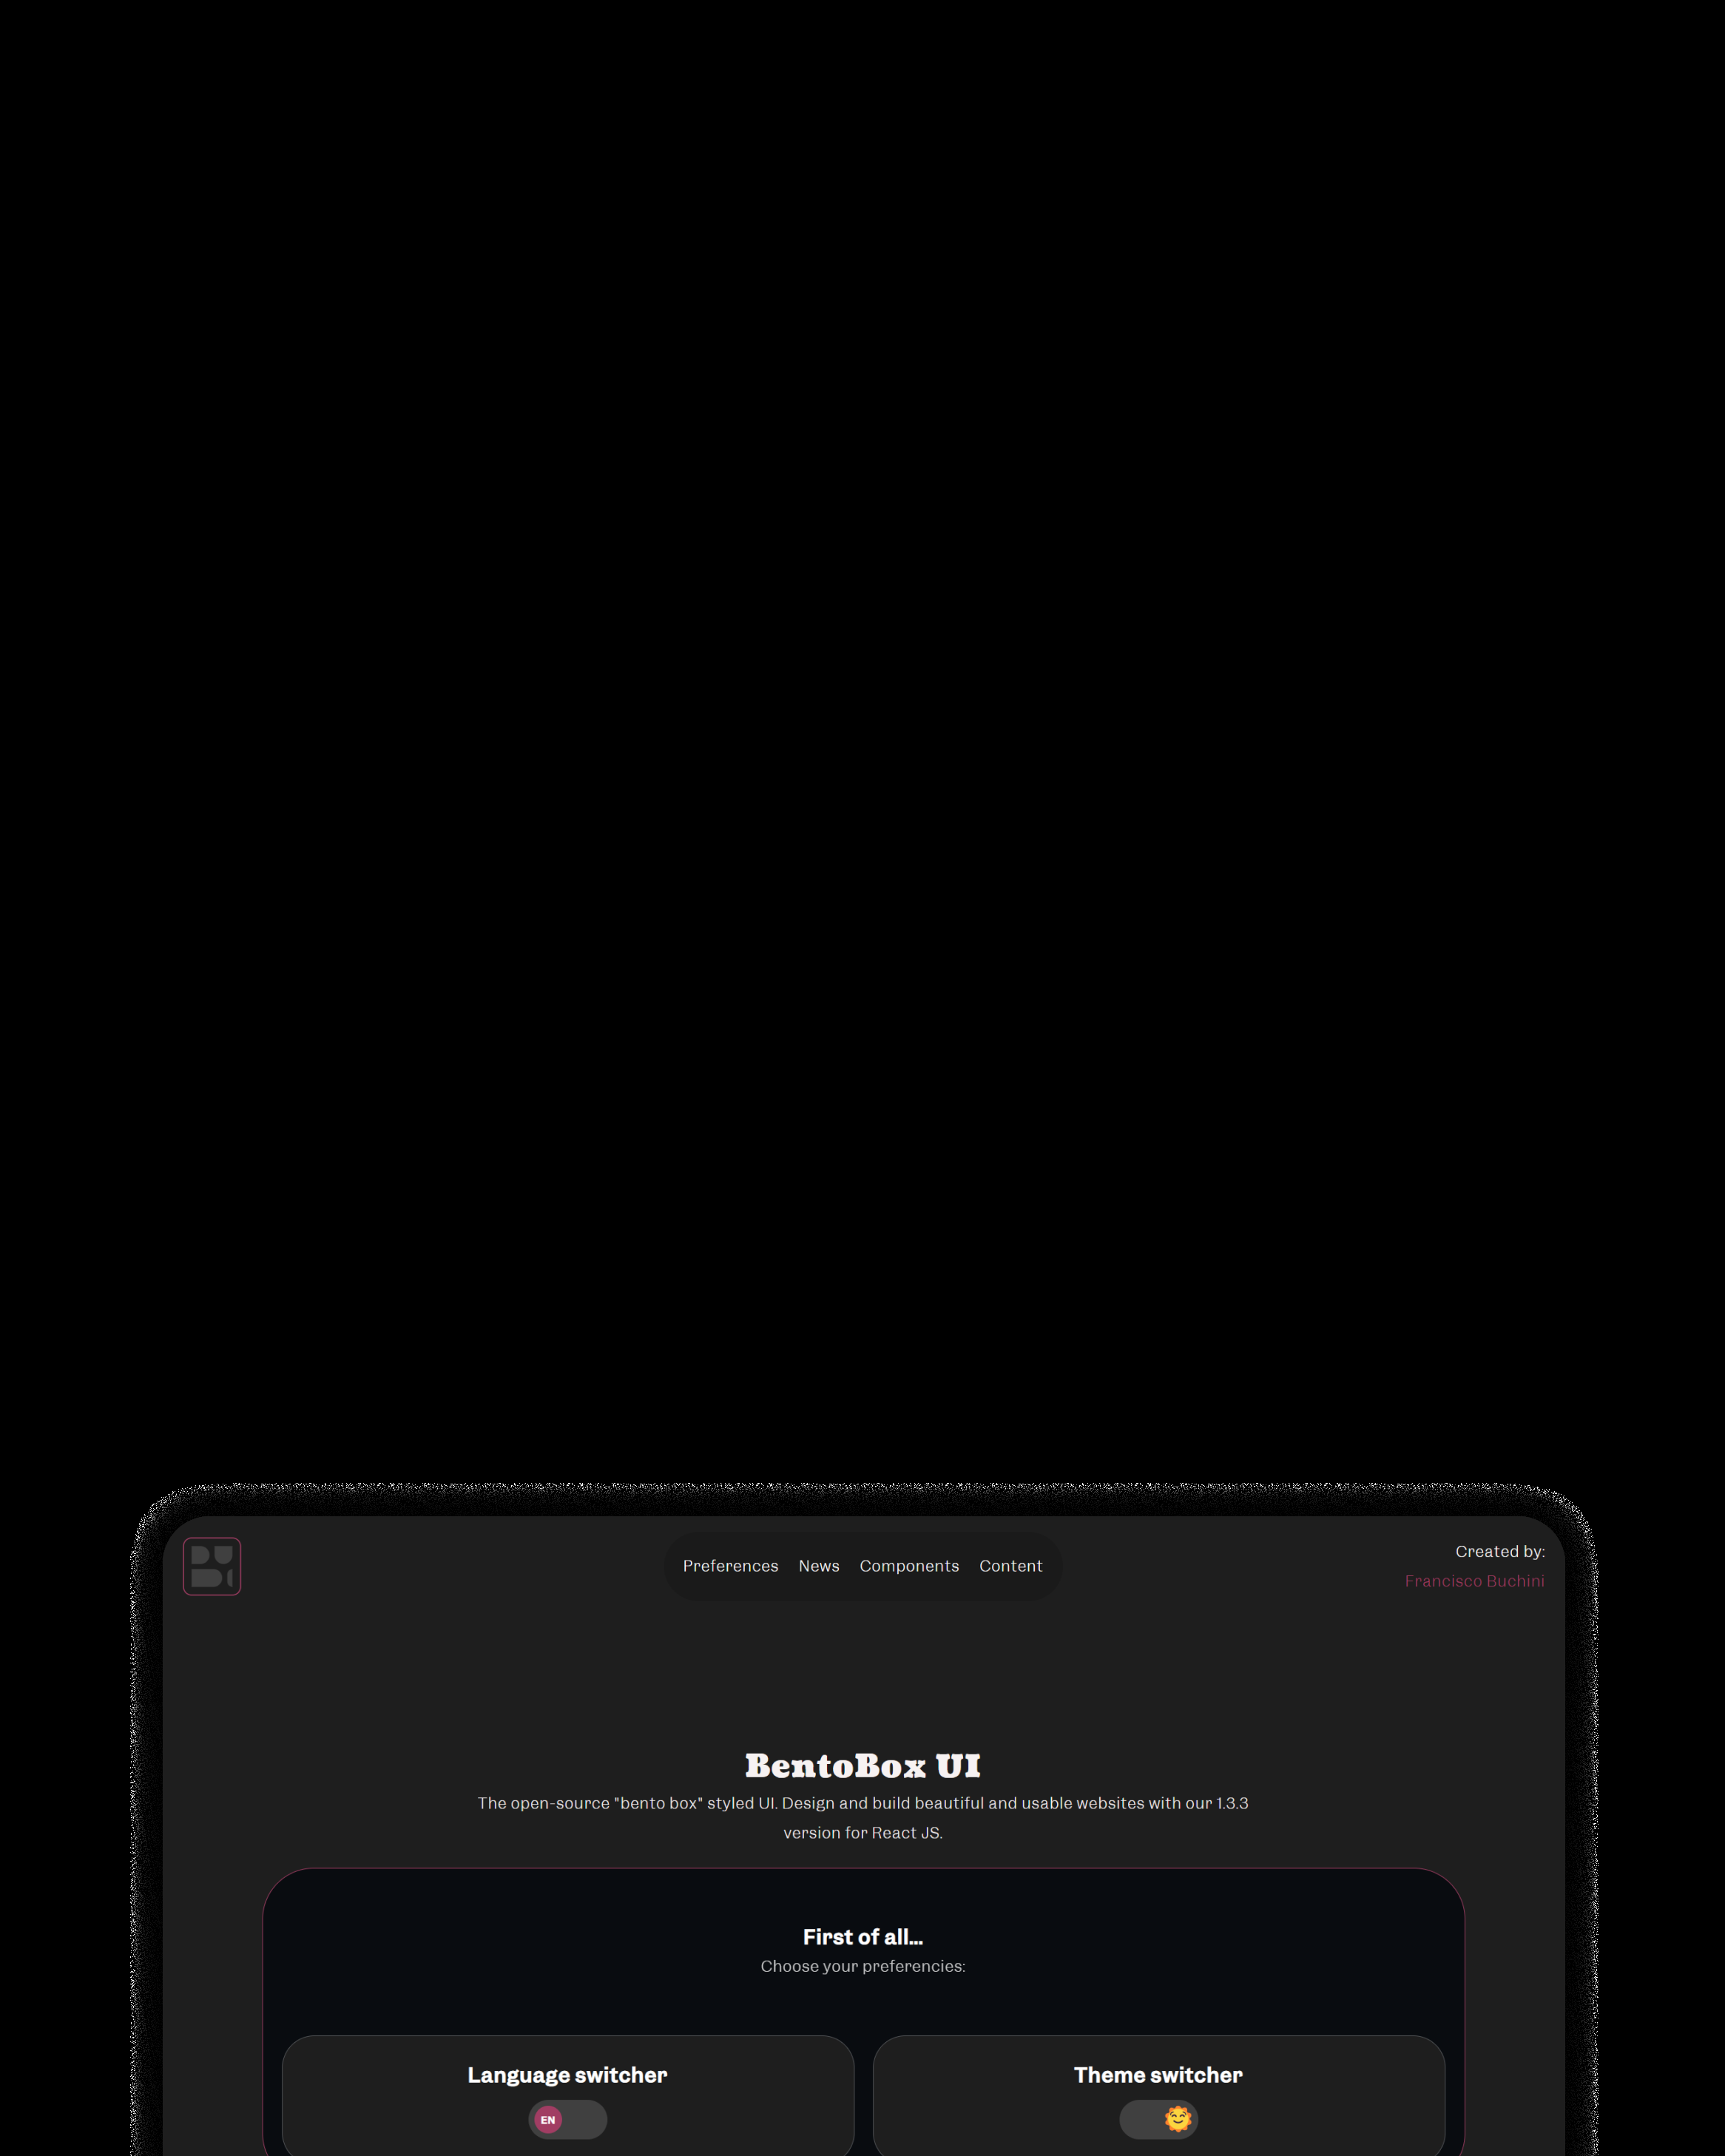 Preferences News Components Content
Created by:
Francisco Buchini
BentoBox UI
The open-source "bento box" styled UI. Design and build beautiful and usable websites with our 1.3.3
version for React JS.
First of all...
Choose your preferencies:
Language switcher
Theme switcher
EN